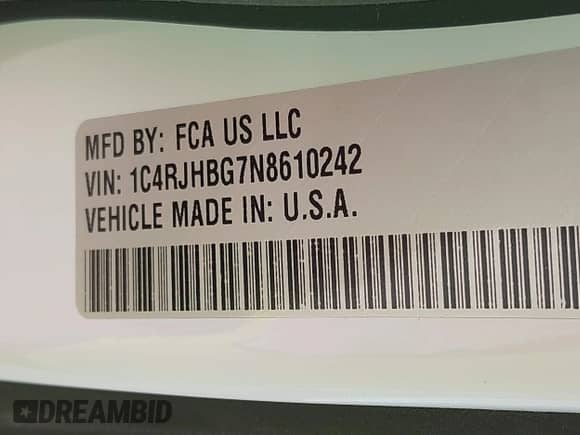 MFD BY: FCA US LLC
VIN: 1C4RJHBG7N8610242
VEHICLE MADE IN: U.S.A.
DREAMBID